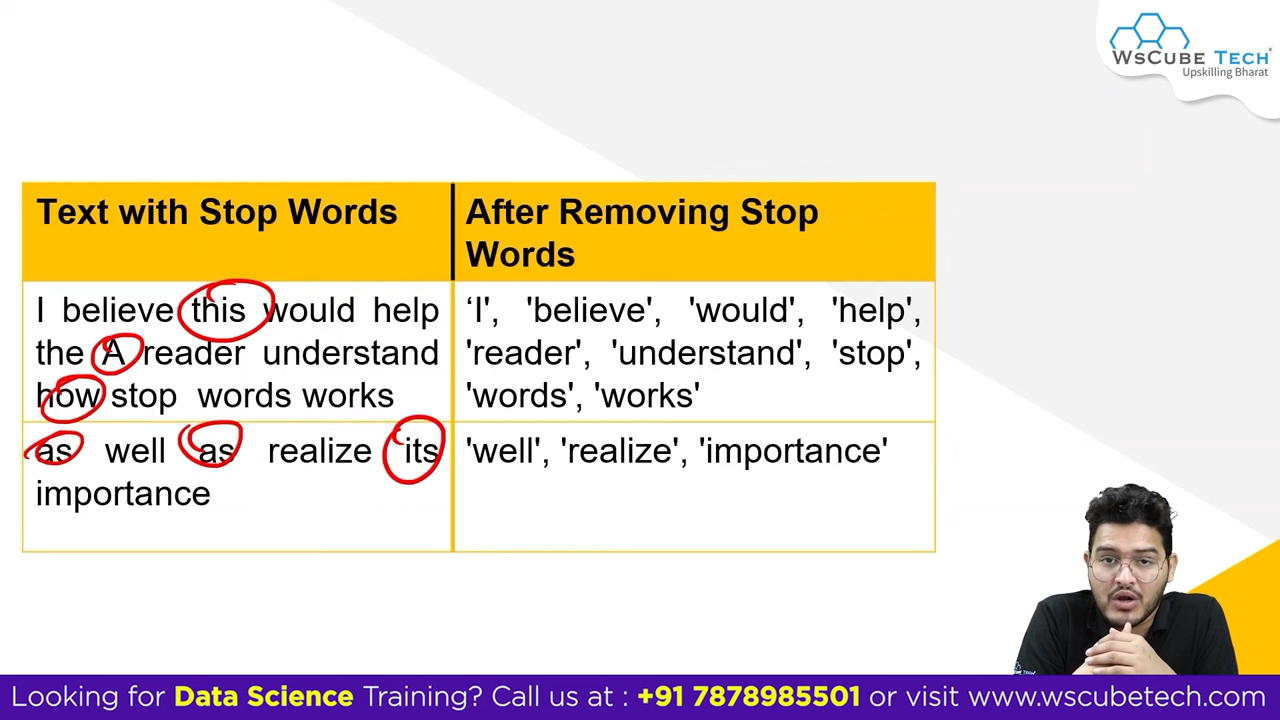 WsCube Tech
Upskilling Bharat
Text with Stop Words
After Removing Stop
Words
I believe this would help
the A reader understand
how stop words works
‘I', 'believe', 'would', 'help',
'reader', 'understand', 'stop',
'words', 'works'
as well as realize its
importance
'well', 'realize', 'importance'
Looking for Data Science Training? Call us at : +91 7878985501 or visit www.wscubetech.com